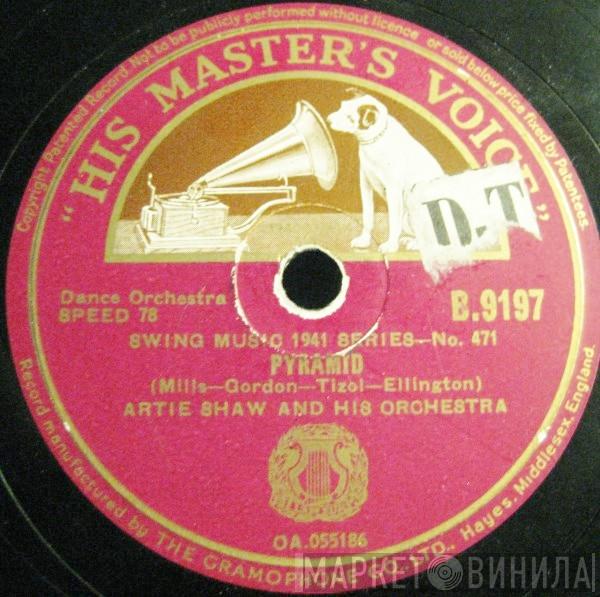 Copyright. Patented Record. Not to be publicly performed without licence or sold below price fixed by Patentees.
"HIS MASTER'S VOICE"
D.T
Dance Orchestra
SPEED 78
B.9197
SWING MUSIC 1941 SERIES—No. 471
PYRAMID
(Mills—Gordon—Tizol—Ellington)
ARTIE SHAW AND HIS ORCHESTRA
OA.055186
Record manufactured by THE GRAMOPHONE CO. LTD., Hayes, Middlesex, England.
МАРКЕТ ВИНИЛА